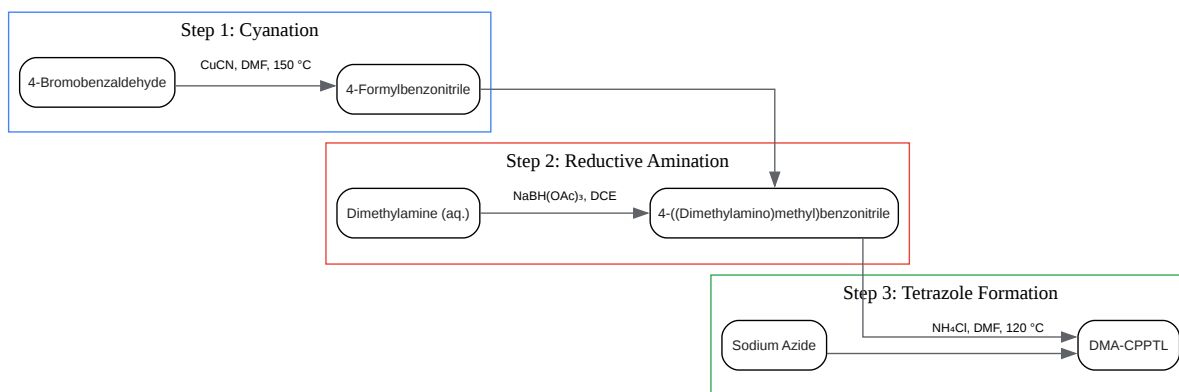 Step 1: Cyanation
4-Bromobenzaldehyde
CuCN, DMF, 150 °C
4-Formylbenzonitrile
Step 2: Reductive Amination
Dimethylamine (aq.)
NaBH(OAc)₃, DCE
4-((Dimethylamino)methyl)benzonitrile
Step 3: Tetrazole Formation
Sodium Azide
NH₄Cl, DMF, 120 °C
DMA-CPPTL